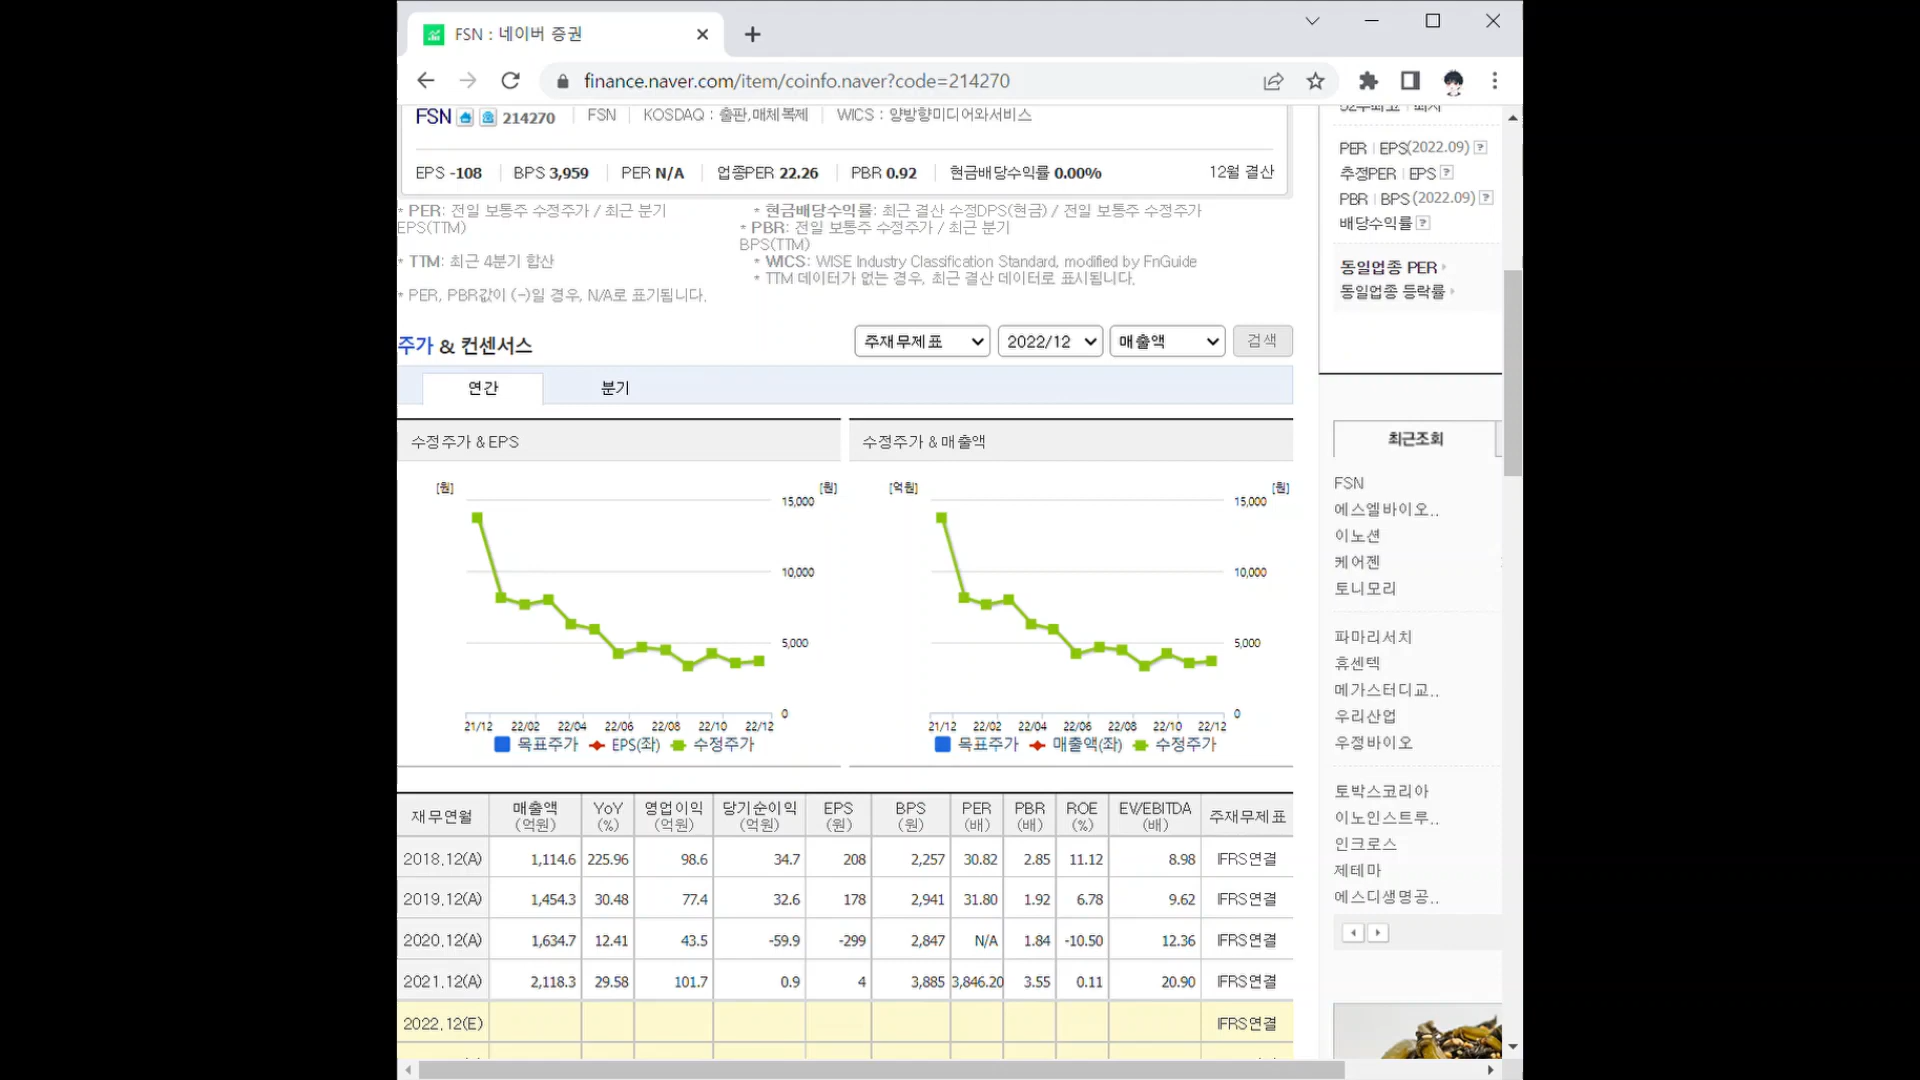 FSN : 네이버 증권
finance.naver.com/item/coinfo.naver?code=214270
FSN 214270 FSN KOSDAQ : 출판,매체복제 WICS : 양방향미디어와서비스
EPS -108 BPS 3,959 PER N/A 업종PER 22.26 PBR 0.92 현금배당수익률 0.00% 12월 결산
* PER: 전일 보통주 수정주가 / 최근 분기 EPS(TTM)
* 현금배당수익률: 최근 결산 수정DPS(현금) / 전일 보통주 수정주가
* PBR: 전일 보통주 수정주가 / 최근 분기 BPS(TTM)
* TTM: 최근 4분기 합산
* WICS: WISE Industry Classification Standard, modified by FnGuide
* TTM 데이터가 없는 경우, 최근 결산 데이터로 표시됩니다.
* PER, PBR값이 (-)일 경우, N/A로 표기됩니다.
주가 & 컨센서스
주재무제표 2022/12 매출액 검색
연간 분기
수정주가 & EPS
[원] [원]
15,000
10,000
5,000
0
21/12 22/02 22/04 22/06 22/08 22/10 22/12
목표주가 EPS(좌) 수정주가
수정주가 & 매출액
[억원] [원]
15,000
10,000
5,000
0
21/12 22/02 22/04 22/06 22/08 22/10 22/12
목표주가 매출액(좌) 수정주가
재무연월 매출액 (억원) YoY (%) 영업이익 (억원) 당기순이익 (억원) EPS (원) BPS (원) PER (배) PBR (배) ROE (%) EV/EBITDA (배) 주재무제표
2018.12(A) 1,114.6 225.96 98.6 34.7 208 2,257 30.82 2.85 11.12 8.98 IFRS연결
2019.12(A) 1,454.3 30.48 77.4 32.6 178 2,941 31.80 1.92 6.78 9.62 IFRS연결
2020.12(A) 1,634.7 12.41 43.5 -59.9 -299 2,847 N/A 1.84 -10.50 12.36 IFRS연결
2021.12(A) 2,118.3 29.58 101.7 0.9 4 3,885 3,846.20 3.55 0.11 20.90 IFRS연결
2022.12(E) IFRS연결
PER | EPS(2022.09) ?
추정PER | EPS ?
PBR | BPS (2022.09) ?
배당수익률 ?
동일업종 PER
동일업종 등락률
최근조회
FSN
에스엘바이오..
이노션
케어젠
토니모리
파마리서치
휴센텍
메가스터디교..
우리산업
우정바이오
토박스코리아
이노인스트루..
인크로스
제테마
에스디생명공..